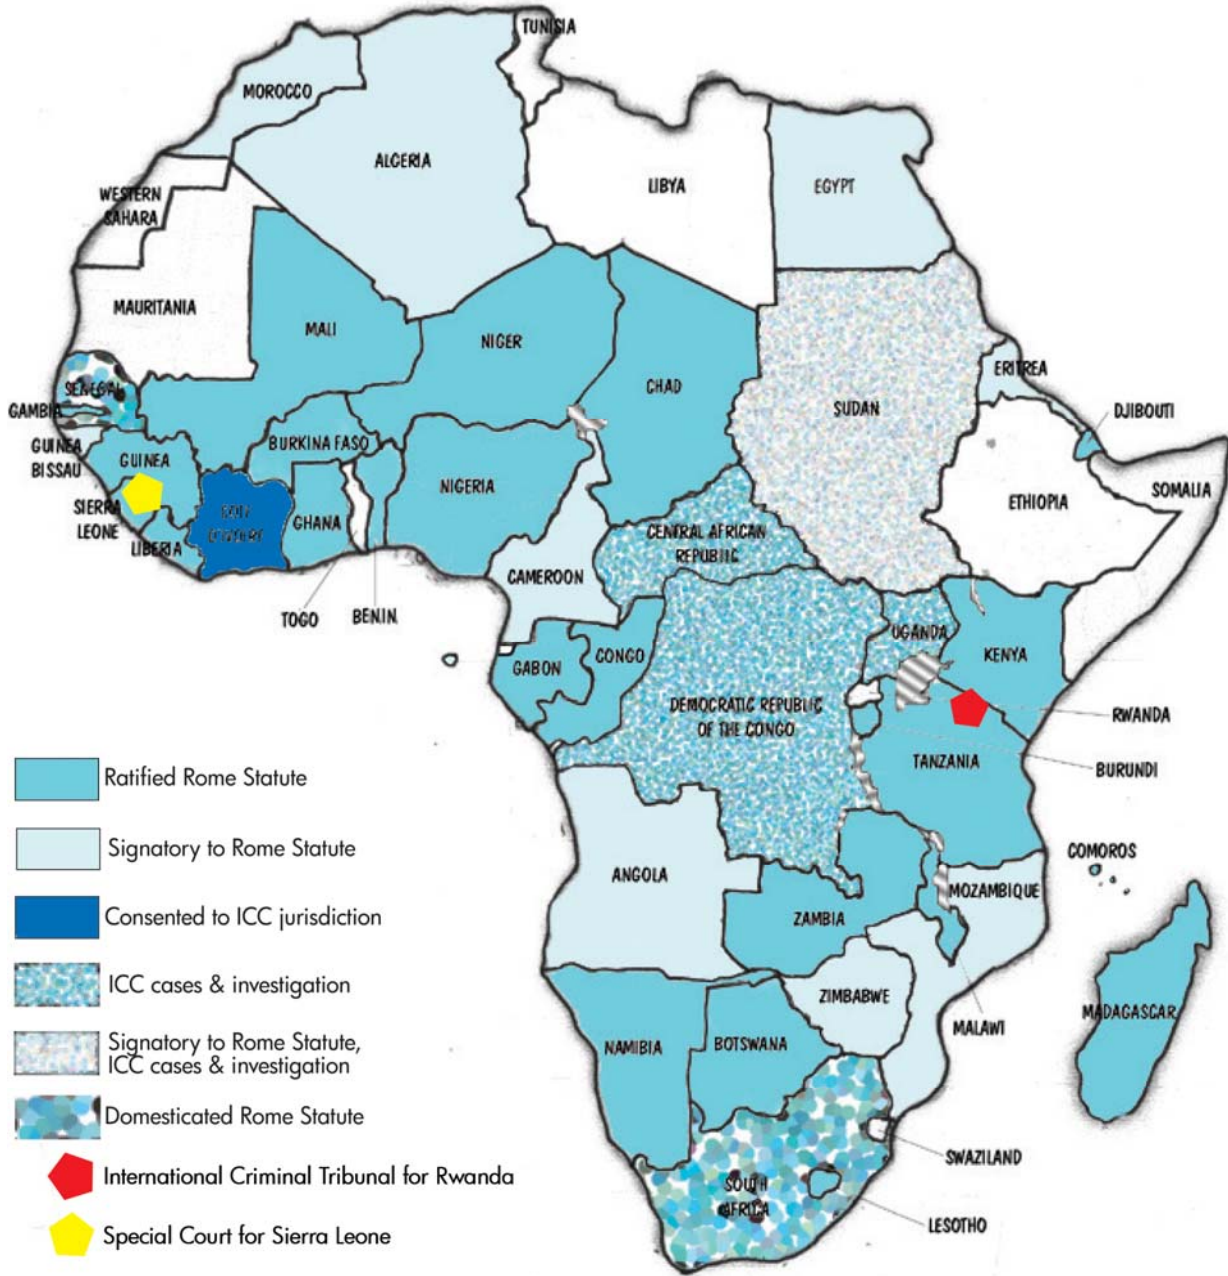 TUNISIA
MOROCCO
ALGERIA
LIBYA
EGYPT
WESTERN
SAHARA
MAURITANIA
MALI
NIGER
CHAD
SUDAN
ERITREA
DJIBOUTI
SENEGAL
GAMBIA
GUINEA
BISSAU
GUINEA
BURKINA FASO
NIGERIA
ETHIOPIA
SOMALIA
SIERRA
LEONE
LIBERIA
GHANA
CENTRAL AFRICAN
REPUBLIC
CAMEROON
TOGO
BENIN
UGANDA
KENYA
GABON
CONGO
DEMOCRATIC REPUBLIC
OF THE CONGO
RWANDA
TANZANIA
BURUNDI
Ratified Rome Statute
Signatory to Rome Statute
ANGOLA
COMOROS
MOZAMBIQUE
ZAMBIA
Consented to ICC jurisdiction
ICC cases & investigation
ZIMBABWE
MALAWI
MADAGASCAR
NAMIBIA
BOTSWANA
Signatory to Rome Statute,
ICC cases & investigation
Domesticated Rome Statute
SWAZILAND
International Criminal Tribunal for Rwanda
SOUTH
AFRICA
LESOTHO
Special Court for Sierra Leone